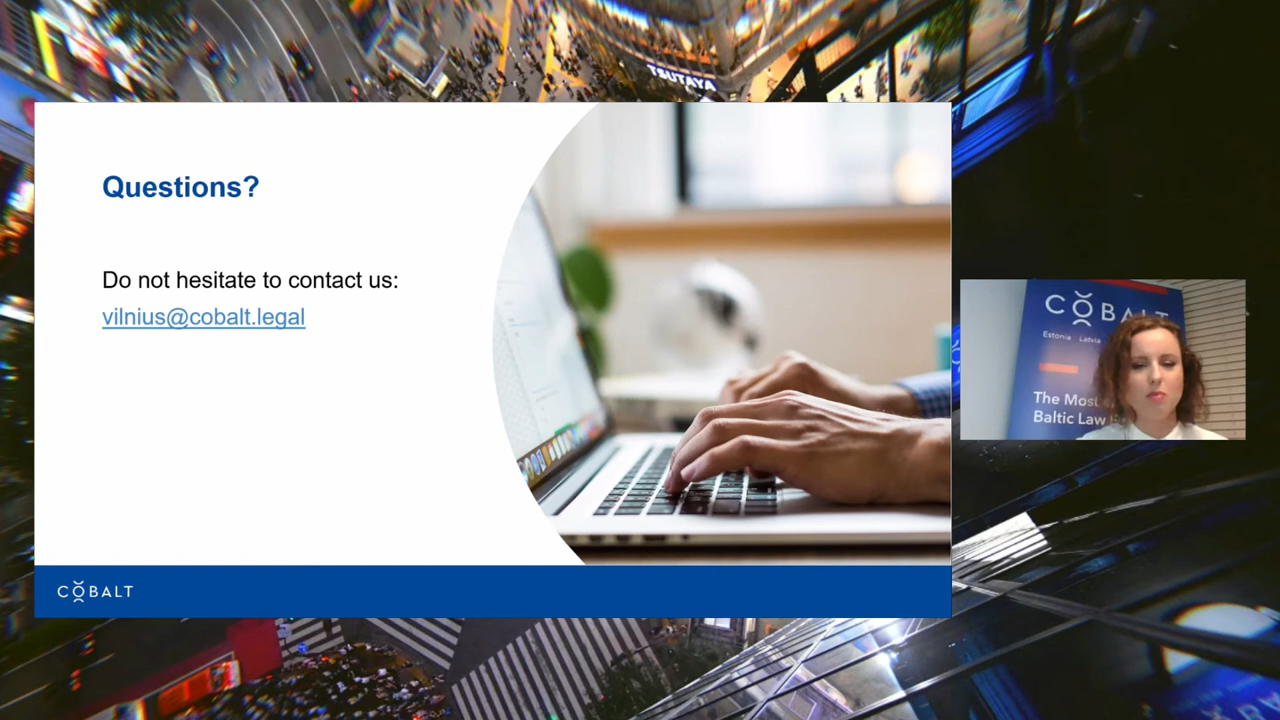 TSUTAYA
Questions?
Do not hesitate to contact us:
vilnius@cobalt.legal
COBALT
COBALT
Estonia Latvia
The Most
Baltic Law